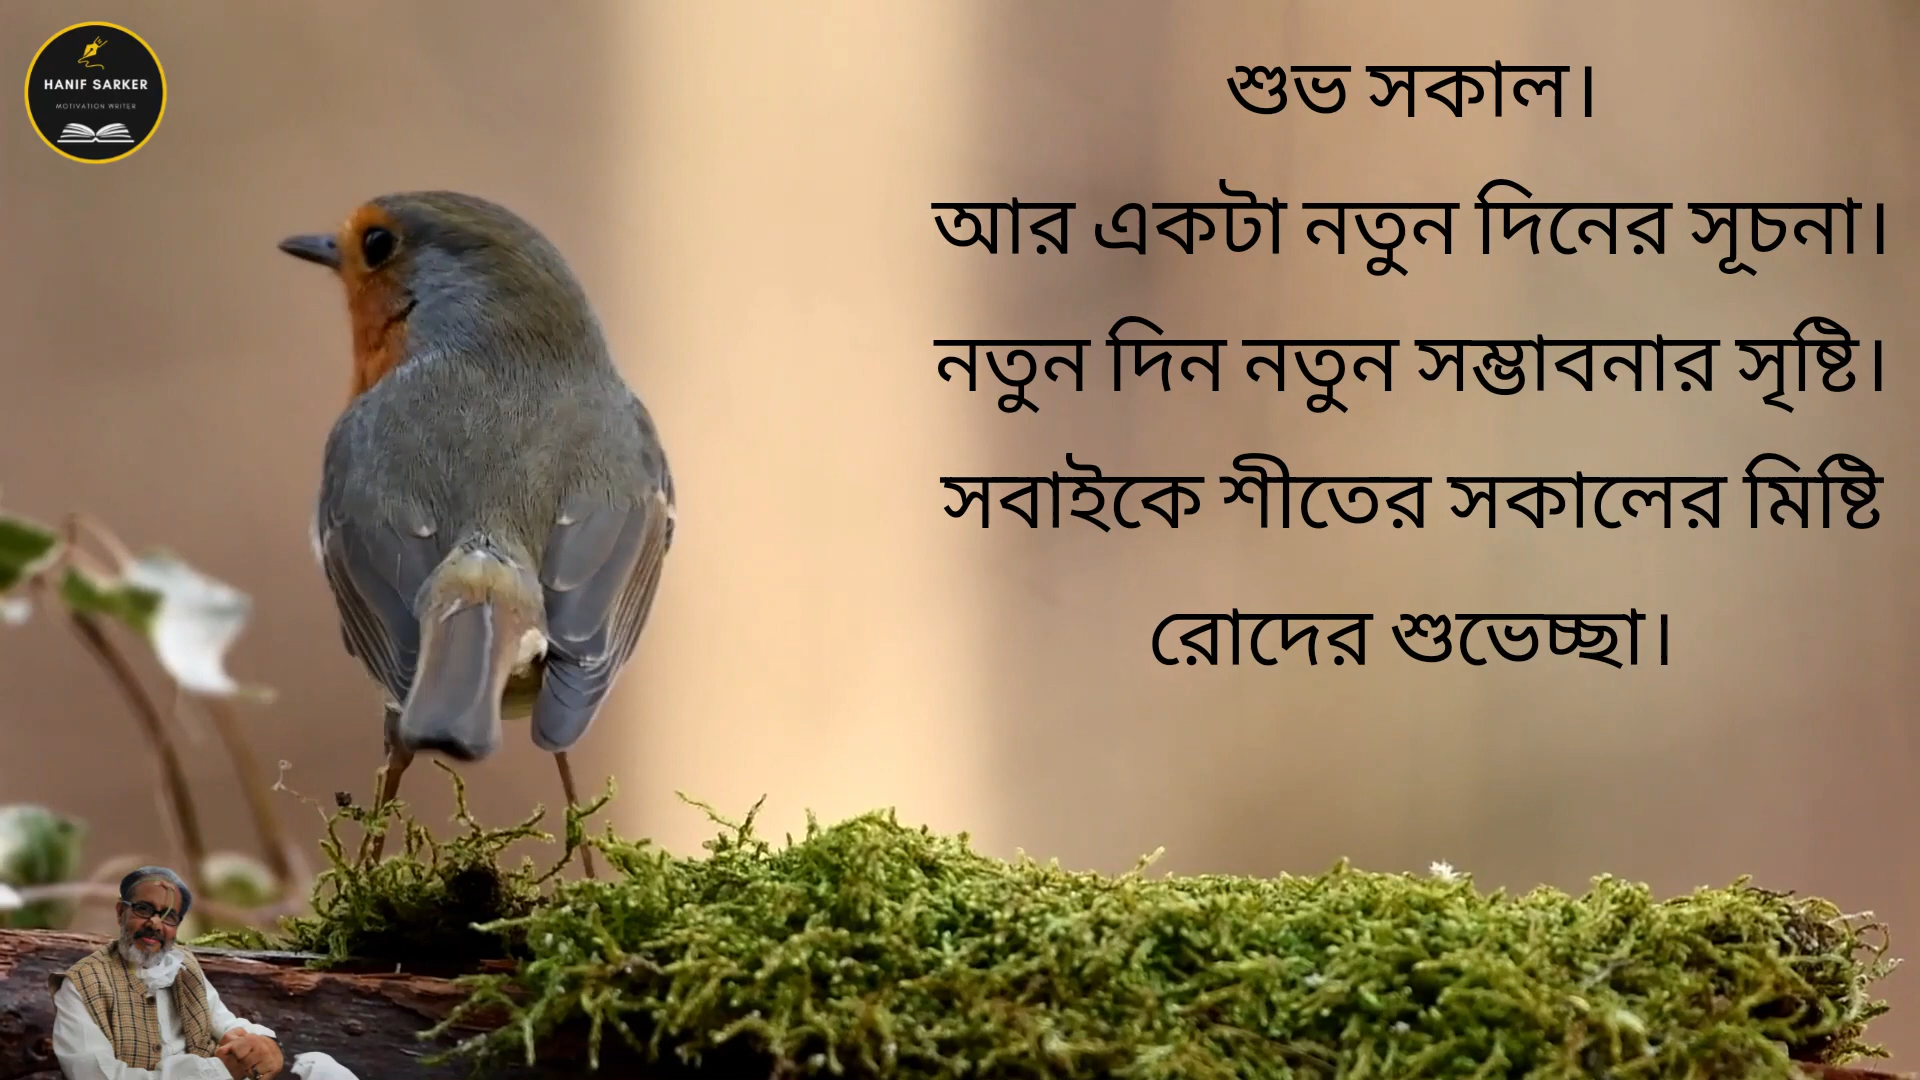 HANIF SARKER
MOTIVATION WRITER
শুভ সকাল।
আর একটা নতুন দিনের সূচনা।
নতুন দিন নতুন সম্ভাবনার সৃষ্টি।
সবাইকে শীতের সকালের মিষ্টি
রোদের শুভেচ্ছা।